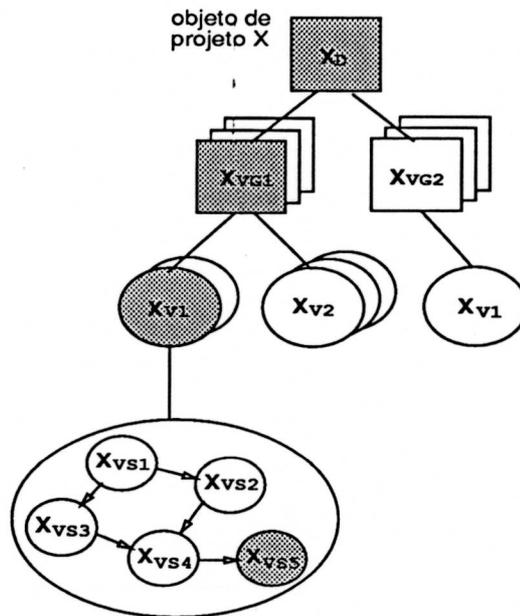 objeto de
projeto X
XD
XVG1
XVG2
XV1
XV2
XV1
XVS1
XVS2
XVS3
XVS4
XVS5